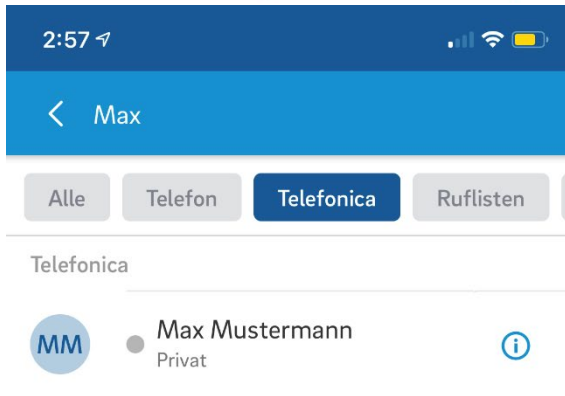 2:57
Max
Alle Telefon Telefonica Ruflisten
Telefonica
MM Max Mustermann
Privat